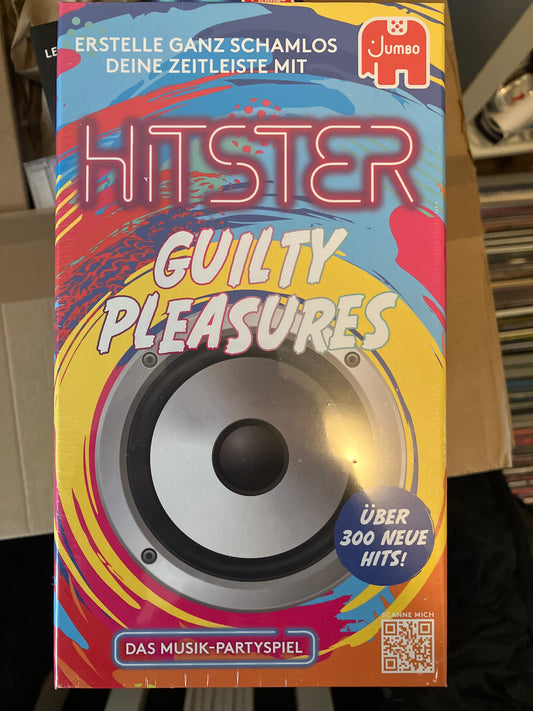 LE
ERSTELLE GANZ SCHAMLOS
DEINE ZEITLEISTE MIT
Jumbo
HITSTER
GUILTY
PLEASURES
ÜBER
300 NEUE
HITS!
SCANNE MICH
DAS MUSIK-PARTYSPIEL